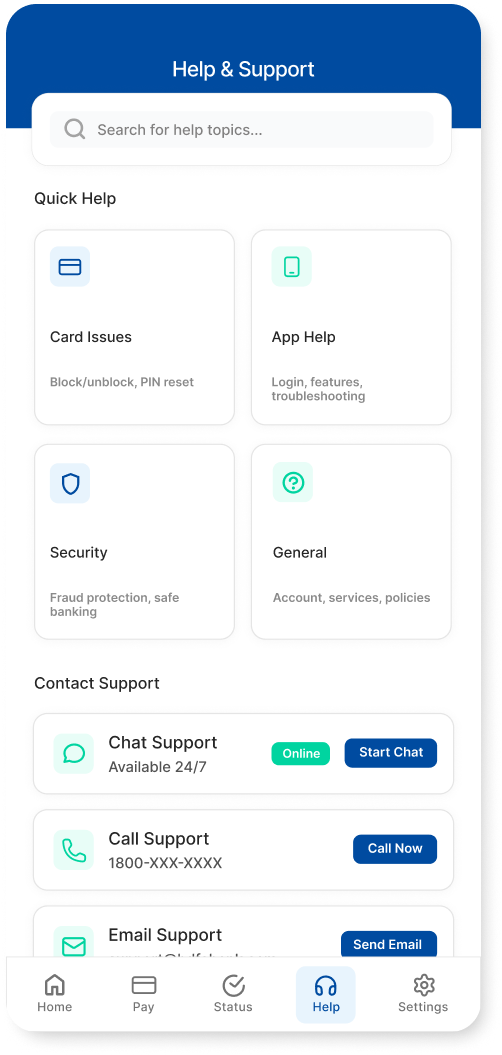 Help & Support
Search for help topics...
Quick Help
Card Issues
Block/unblock, PIN reset
App Help
Login, features,
troubleshooting
Security
Fraud protection, safe
banking
General
Account, services, policies
Contact Support
Chat Support
Available 24/7
Online
Start Chat
Call Support
1800-XXX-XXXX
Call Now
Email Support
Send Email
Home
Pay
Status
Help
Settings